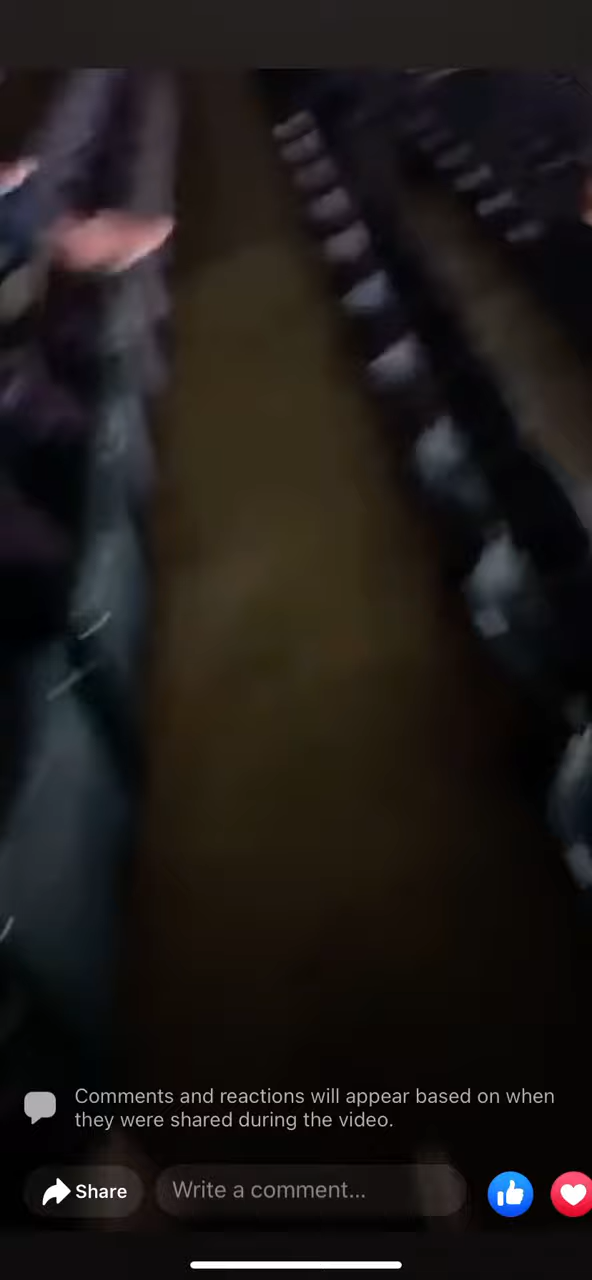 Comments and reactions will appear based on when
they were shared during the video.
Share
Write a comment...